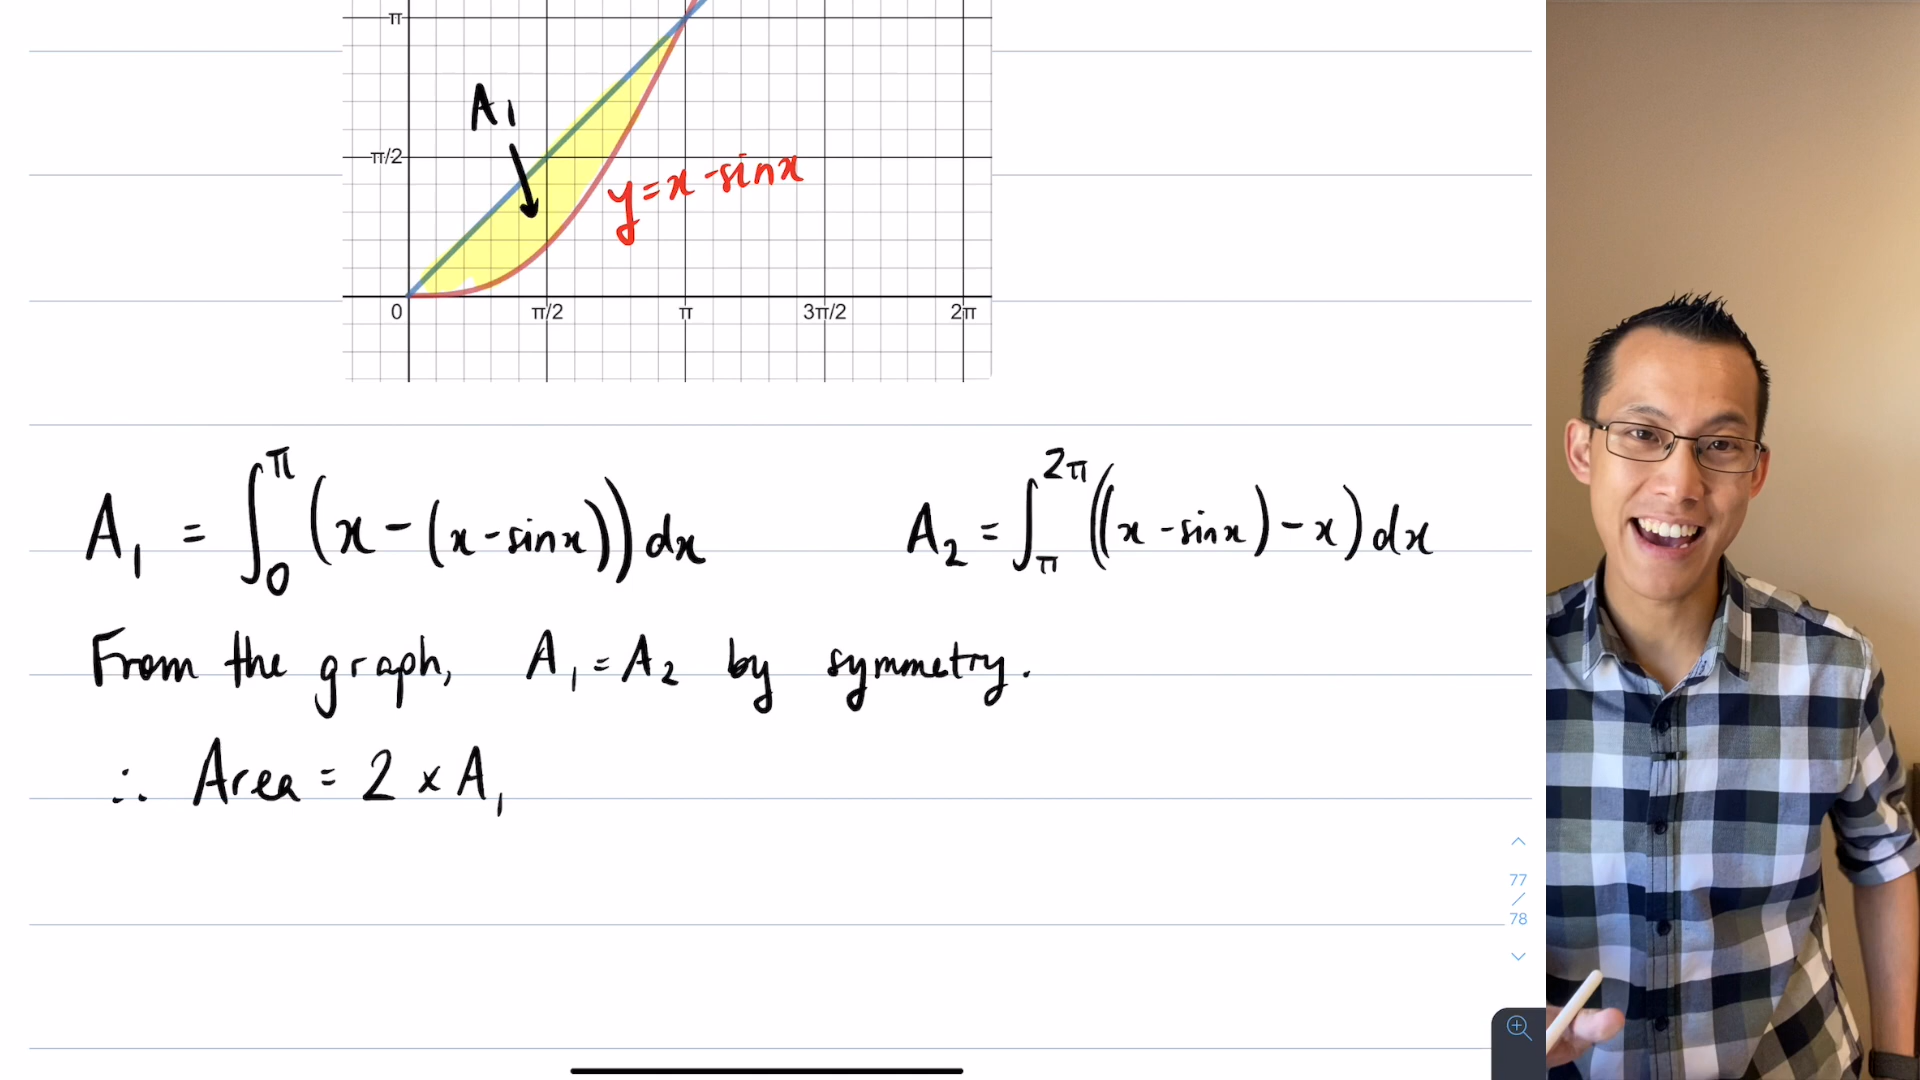 π
A1
π/2
y=x-sinx
0 π/2 π 3π/2 2π
A₁ = ∫₀^π (x-(x-sinx))dx
A₂ = ∫_π^2π ((x-sinx)-x)dx
From the graph, A₁=A₂ by symmetry.
∴ Area = 2 × A₁
77
/
78